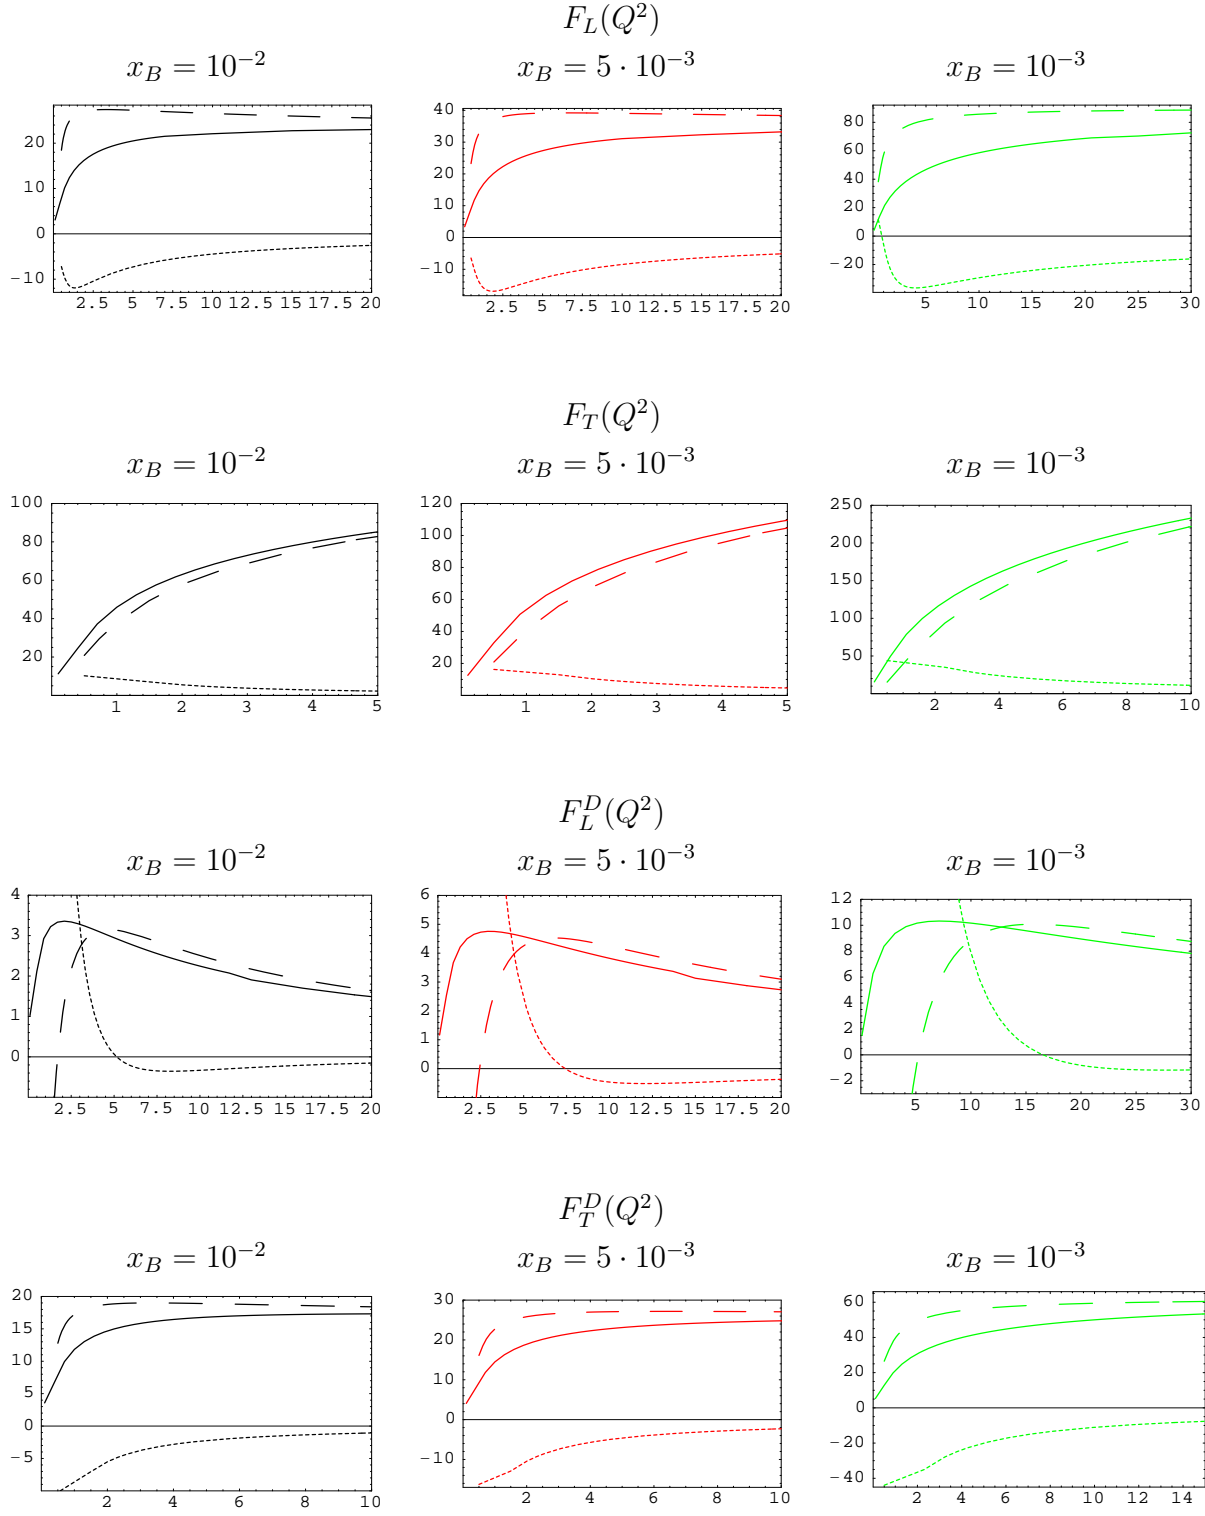 F_L(Q²)
x_B = 10⁻² x_B = 5 · 10⁻³ x_B = 10⁻³
20 10 0 −10
2.5 5 7.5 10 12.5 15 17.5 20
40 30 20 10 0 −10
2.5 5 7.5 10 12.5 15 17.5 20
80 60 40 20 0 −20
5 10 15 20 25 30
F_T(Q²)
x_B = 10⁻² x_B = 5 · 10⁻³ x_B = 10⁻³
100 80 60 40 20
1 2 3 4 5
120 100 80 60 40 20
1 2 3 4 5
250 200 150 100 50
2 4 6 8 10
F_L^D(Q²)
x_B = 10⁻² x_B = 5 · 10⁻³ x_B = 10⁻³
4 3 2 1 0
2.5 5 7.5 10 12.5 15 17.5 20
6 5 4 3 2 1 0
2.5 5 7.5 10 12.5 15 17.5 20
12 10 8 6 4 2 0 −2
5 10 15 20 25 30
F_T^D(Q²)
x_B = 10⁻² x_B = 5 · 10⁻³ x_B = 10⁻³
20 15 10 5 0 −5
2 4 6 8 10
30 20 10 0 −10
2 4 6 8 10
60 40 20 0 −20 −40
2 4 6 8 10 12 14